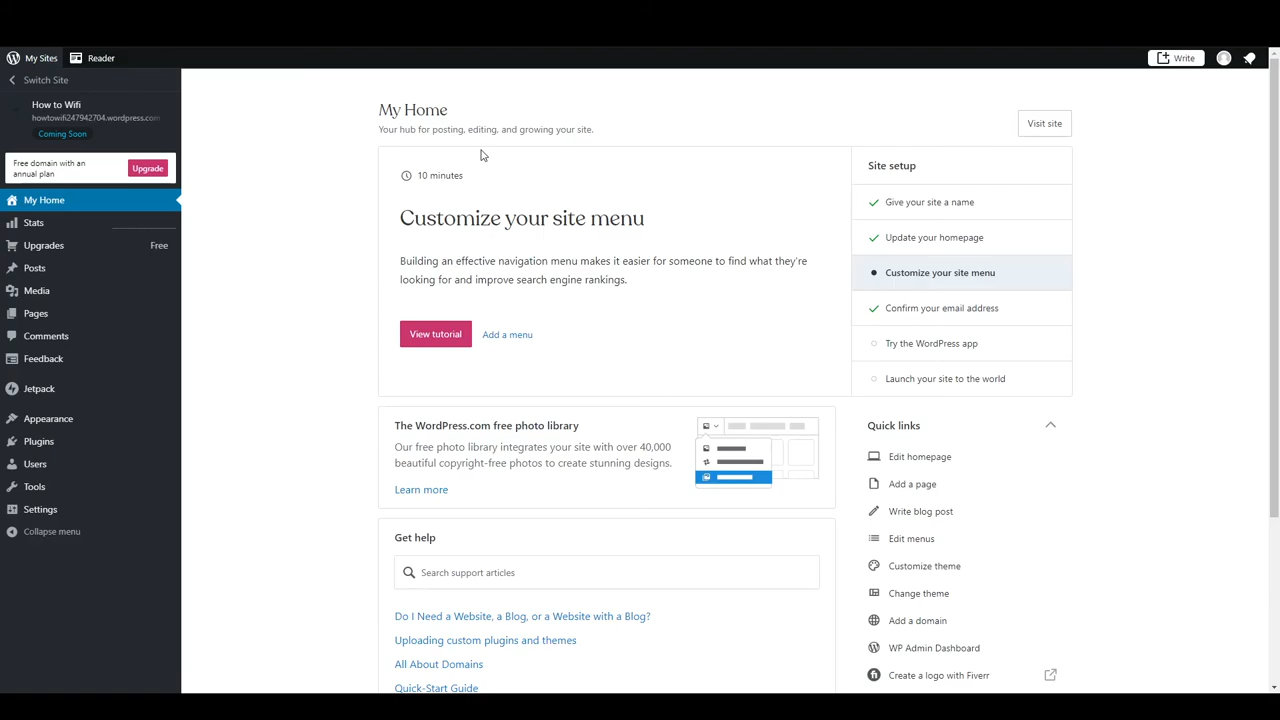 My Sites
Reader
Write
Switch Site
How to Wifi
howtowifi247942704.wordpress.com
Coming Soon
Free domain with an
annual plan
Upgrade
My Home
Stats
Upgrades
Free
Posts
Media
Pages
Comments
Feedback
Jetpack
Appearance
Plugins
Users
Tools
Settings
Collapse menu
My Home
Your hub for posting, editing, and growing your site.
Visit site
10 minutes
Customize your site menu
Building an effective navigation menu makes it easier for someone to find what they're
looking for and improve search engine rankings.
View tutorial
Add a menu
Site setup
Give your site a name
Update your homepage
Customize your site menu
Confirm your email address
Try the WordPress app
Launch your site to the world
The WordPress.com free photo library
Our free photo library integrates your site with over 40,000
beautiful copyright-free photos to create stunning designs.
Learn more
Get help
Search support articles
Do I Need a Website, a Blog, or a Website with a Blog?
Uploading custom plugins and themes
All About Domains
Quick-Start Guide
Quick links
Edit homepage
Add a page
Write blog post
Edit menus
Customize theme
Change theme
Add a domain
WP Admin Dashboard
Create a logo with Fiverr